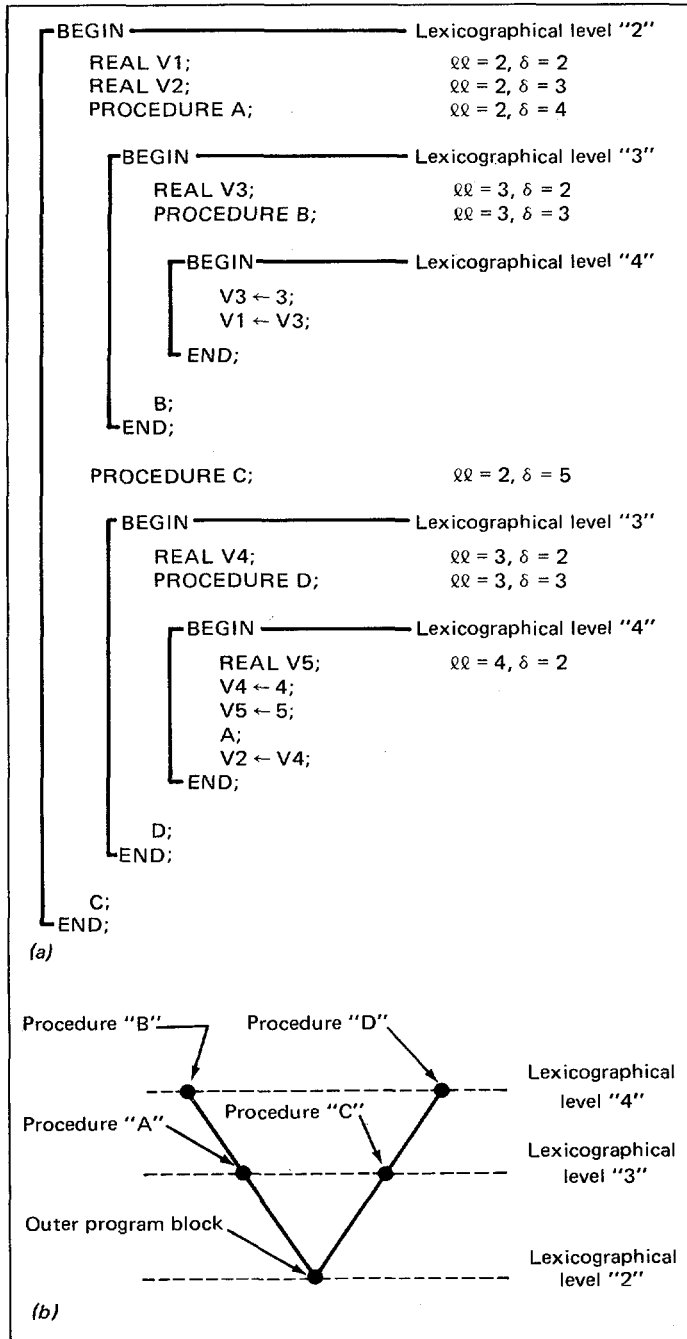 BEGIN Lexicographical level "2"
REAL V1; ℓℓ = 2, δ = 2
REAL V2; ℓℓ = 2, δ = 3
PROCEDURE A; ℓℓ = 2, δ = 4
BEGIN Lexicographical level "3"
REAL V3; ℓℓ = 3, δ = 2
PROCEDURE B; ℓℓ = 3, δ = 3
BEGIN Lexicographical level "4"
V3 ← 3;
V1 ← V3;
END;
B;
END;
PROCEDURE C; ℓℓ = 2, δ = 5
BEGIN Lexicographical level "3"
REAL V4; ℓℓ = 3, δ = 2
PROCEDURE D; ℓℓ = 3, δ = 3
BEGIN Lexicographical level "4"
REAL V5; ℓℓ = 4, δ = 2
V4 ← 4;
V5 ← 5;
A;
V2 ← V4;
END;
D;
END;
C;
END;
(a)
Procedure "B" Procedure "D"
Lexicographical
level "4"
Procedure "A" Procedure "C"
Lexicographical
level "3"
Outer program block
Lexicographical
level "2"
(b)